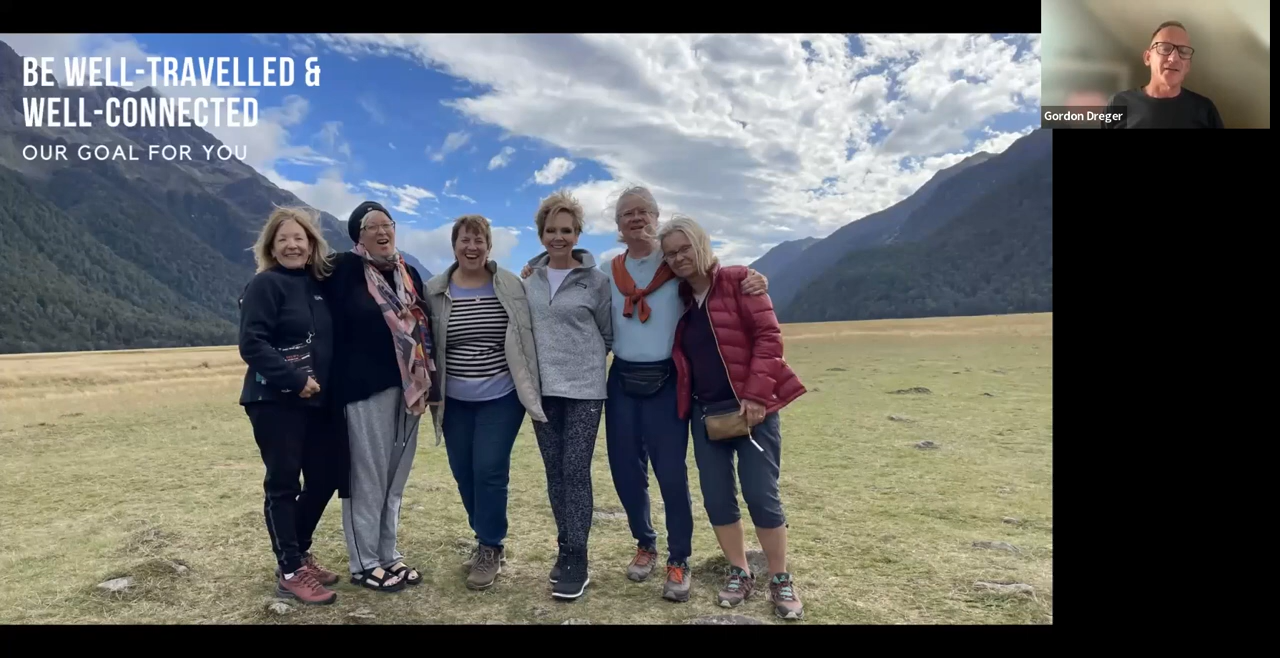 BE WELL-TRAVELLED &
WELL-CONNECTED
OUR GOAL FOR YOU
Gordon Dreger